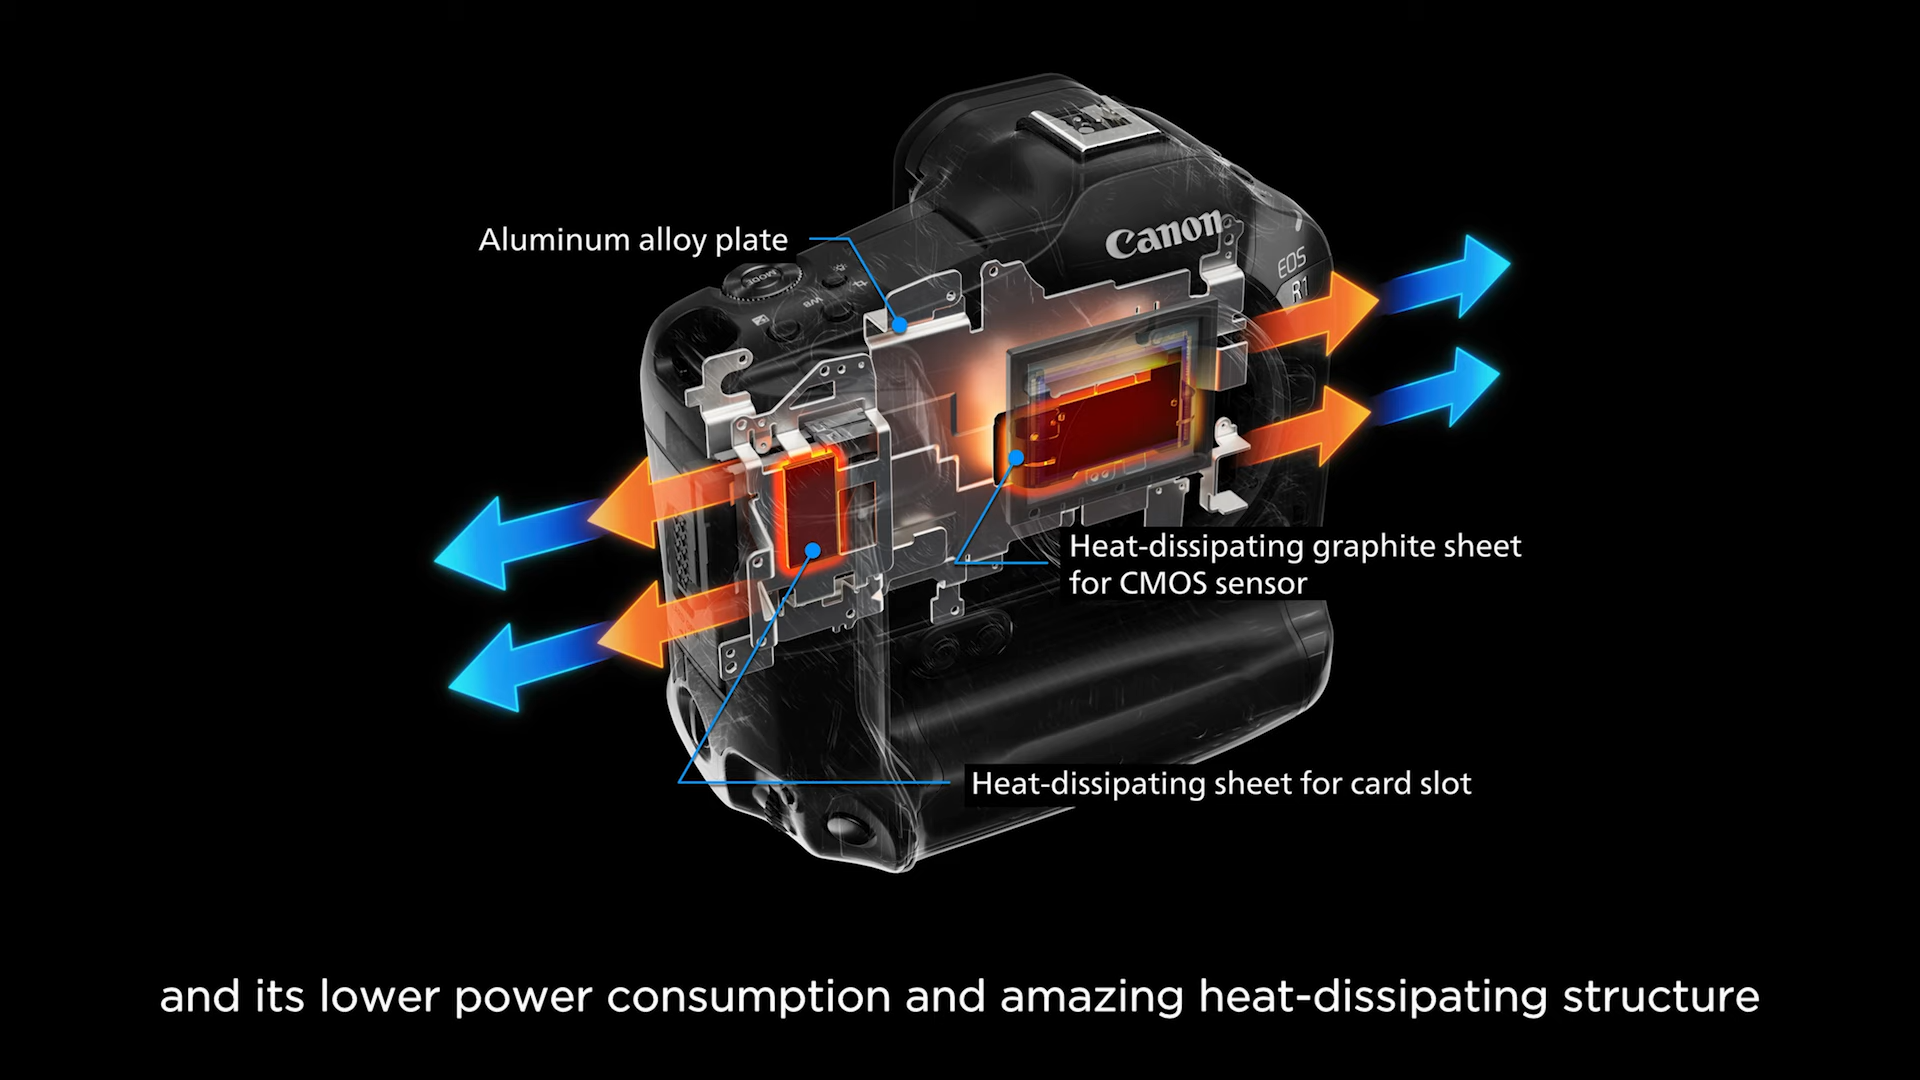 Canon
EOS
R1
Aluminum alloy plate
MODE
WB
Heat-dissipating graphite sheet
for CMOS sensor
Heat-dissipating sheet for card slot
and its lower power consumption and amazing heat-dissipating structure